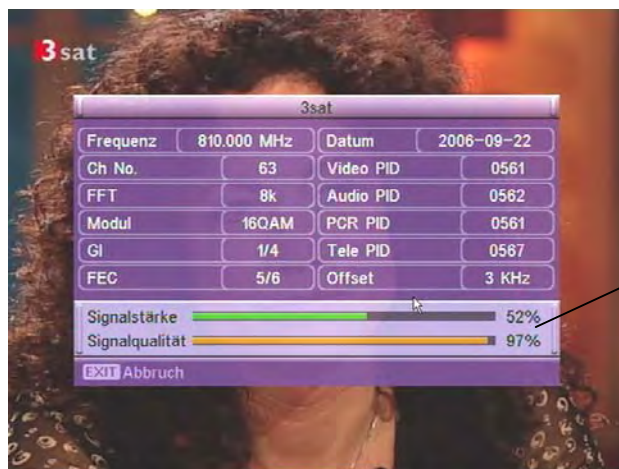 3sat
3sat
Frequenz 810.000 MHz Datum 2006-09-22
Ch No. 63 Video PID 0561
FFT 8k Audio PID 0562
Modul 16QAM PCR PID 0561
GI 1/4 Tele PID 0567
FEC 5/6 Offset 3 KHz
Signalstärke 52%
Signalqualität 97%
EXIT Abbruch